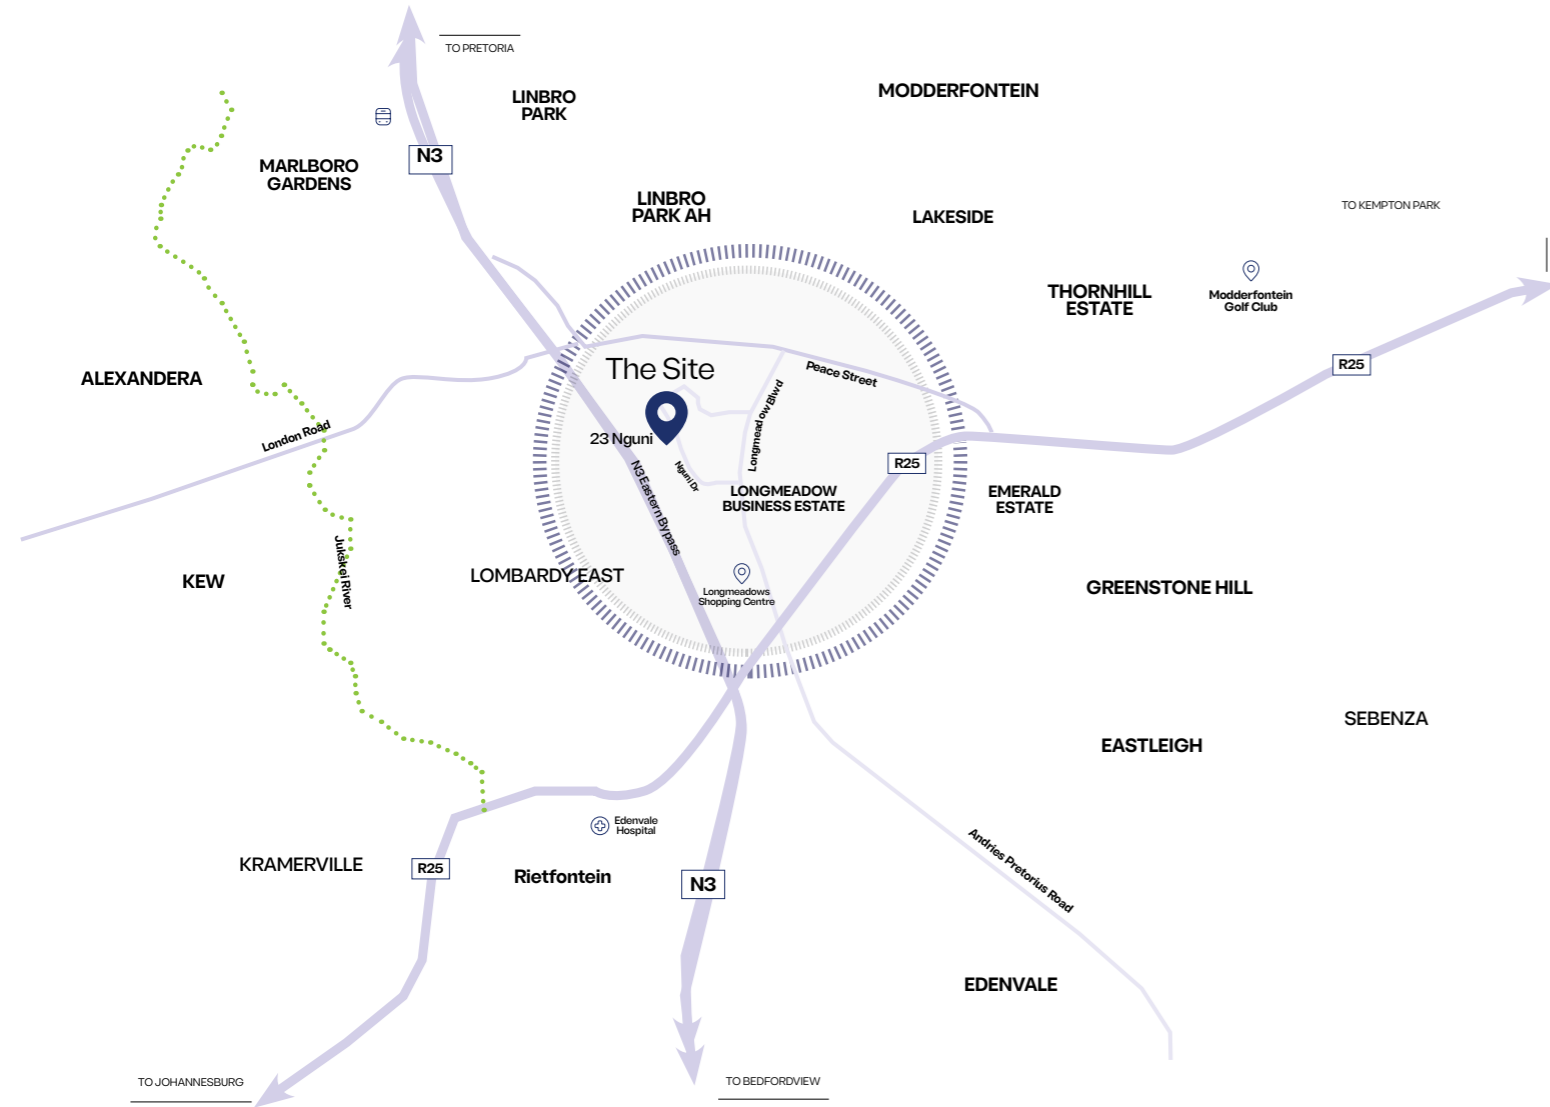 TO PRETORIA
LINBRO
PARK
MODDERFONTEIN
N3
MARLBORO
GARDENS
LINBRO
PARK AH
LAKESIDE
TO KEMPTON PARK
THORNHILL
ESTATE
Modderfontein
Golf Club
The Site
Peace Street
R25
ALEXANDERA
Longmeadow Blwd
London Road
23 Nguni
N3 Eastern Bypass
Nguni Dr
R25
LONGMEADOW
BUSINESS ESTATE
EMERALD
ESTATE
Jukskei River
KEW
LOMBARDY EAST
Longmeadows
Shopping Centre
GREENSTONE HILL
SEBENZA
EASTLEIGH
Edenvale
Hospital
Andries Pretorius Road
KRAMERVILLE
R25
Rietfontein
N3
EDENVALE
TO JOHANNESBURG
TO BEDFORDVIEW